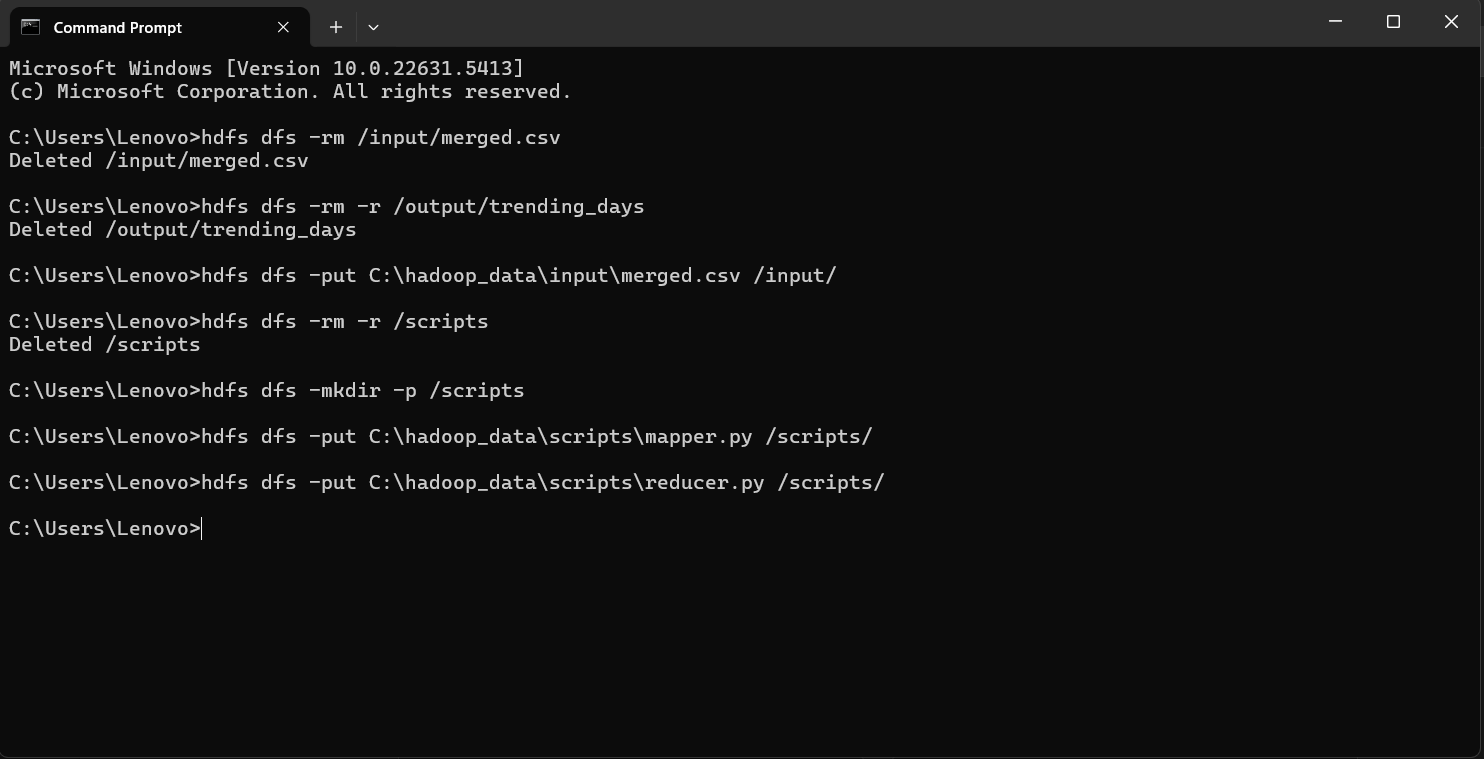 Command Prompt
Microsoft Windows [Version 10.0.22631.5413]
(c) Microsoft Corporation. All rights reserved.
C:\Users\Lenovo>hdfs dfs -rm /input/merged.csv
Deleted /input/merged.csv
C:\Users\Lenovo>hdfs dfs -rm -r /output/trending_days
Deleted /output/trending_days
C:\Users\Lenovo>hdfs dfs -put C:\hadoop_data\input\merged.csv /input/
C:\Users\Lenovo>hdfs dfs -rm -r /scripts
Deleted /scripts
C:\Users\Lenovo>hdfs dfs -mkdir -p /scripts
C:\Users\Lenovo>hdfs dfs -put C:\hadoop_data\scripts\mapper.py /scripts/
C:\Users\Lenovo>hdfs dfs -put C:\hadoop_data\scripts\reducer.py /scripts/
C:\Users\Lenovo>